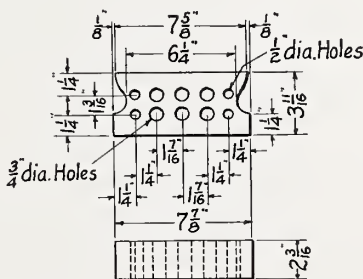 1/8" 7 5/8" 1/8"
6 1/4" 1/2" dia. Holes
1 1/4"
1 3/16" 3 11/16"
1 1/4" 1 1/4"
3/4" dia. Holes 1 7/16" 1 1/4"
1 1/4" 1 7/16"
1 1/4" 1 1/4"
7 7/8"
2 3/16"